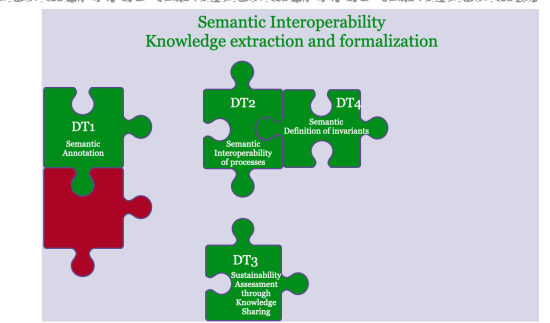 Semantic Interoperability
Knowledge extraction and formalization
DT1
Semantic
Annotation
DT2
Semantic
Interoperability
of processes
DT4
Semantic
Definition of invariants
DT3
Sustainability
Assessment
through
Knowledge
Sharing